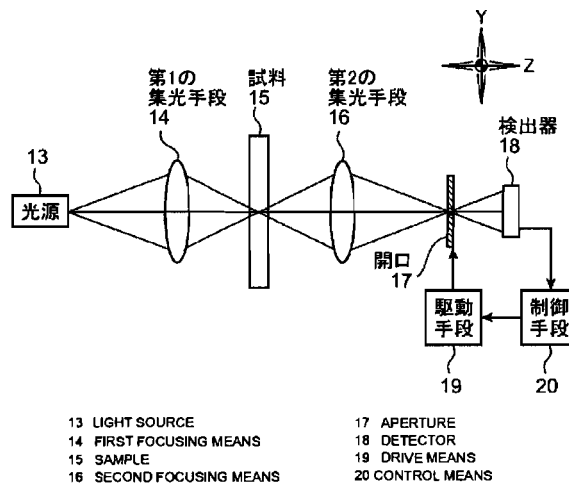 Y
Z
第1の
集光手段
14
試料
15
第2の
集光手段
16
検出器
18
13
光源
開口
17
駆動
手段
19
制御
手段
20
13 LIGHT SOURCE
14 FIRST FOCUSING MEANS
15 SAMPLE
16 SECOND FOCUSING MEANS
17 APERTURE
18 DETECTOR
19 DRIVE MEANS
20 CONTROL MEANS